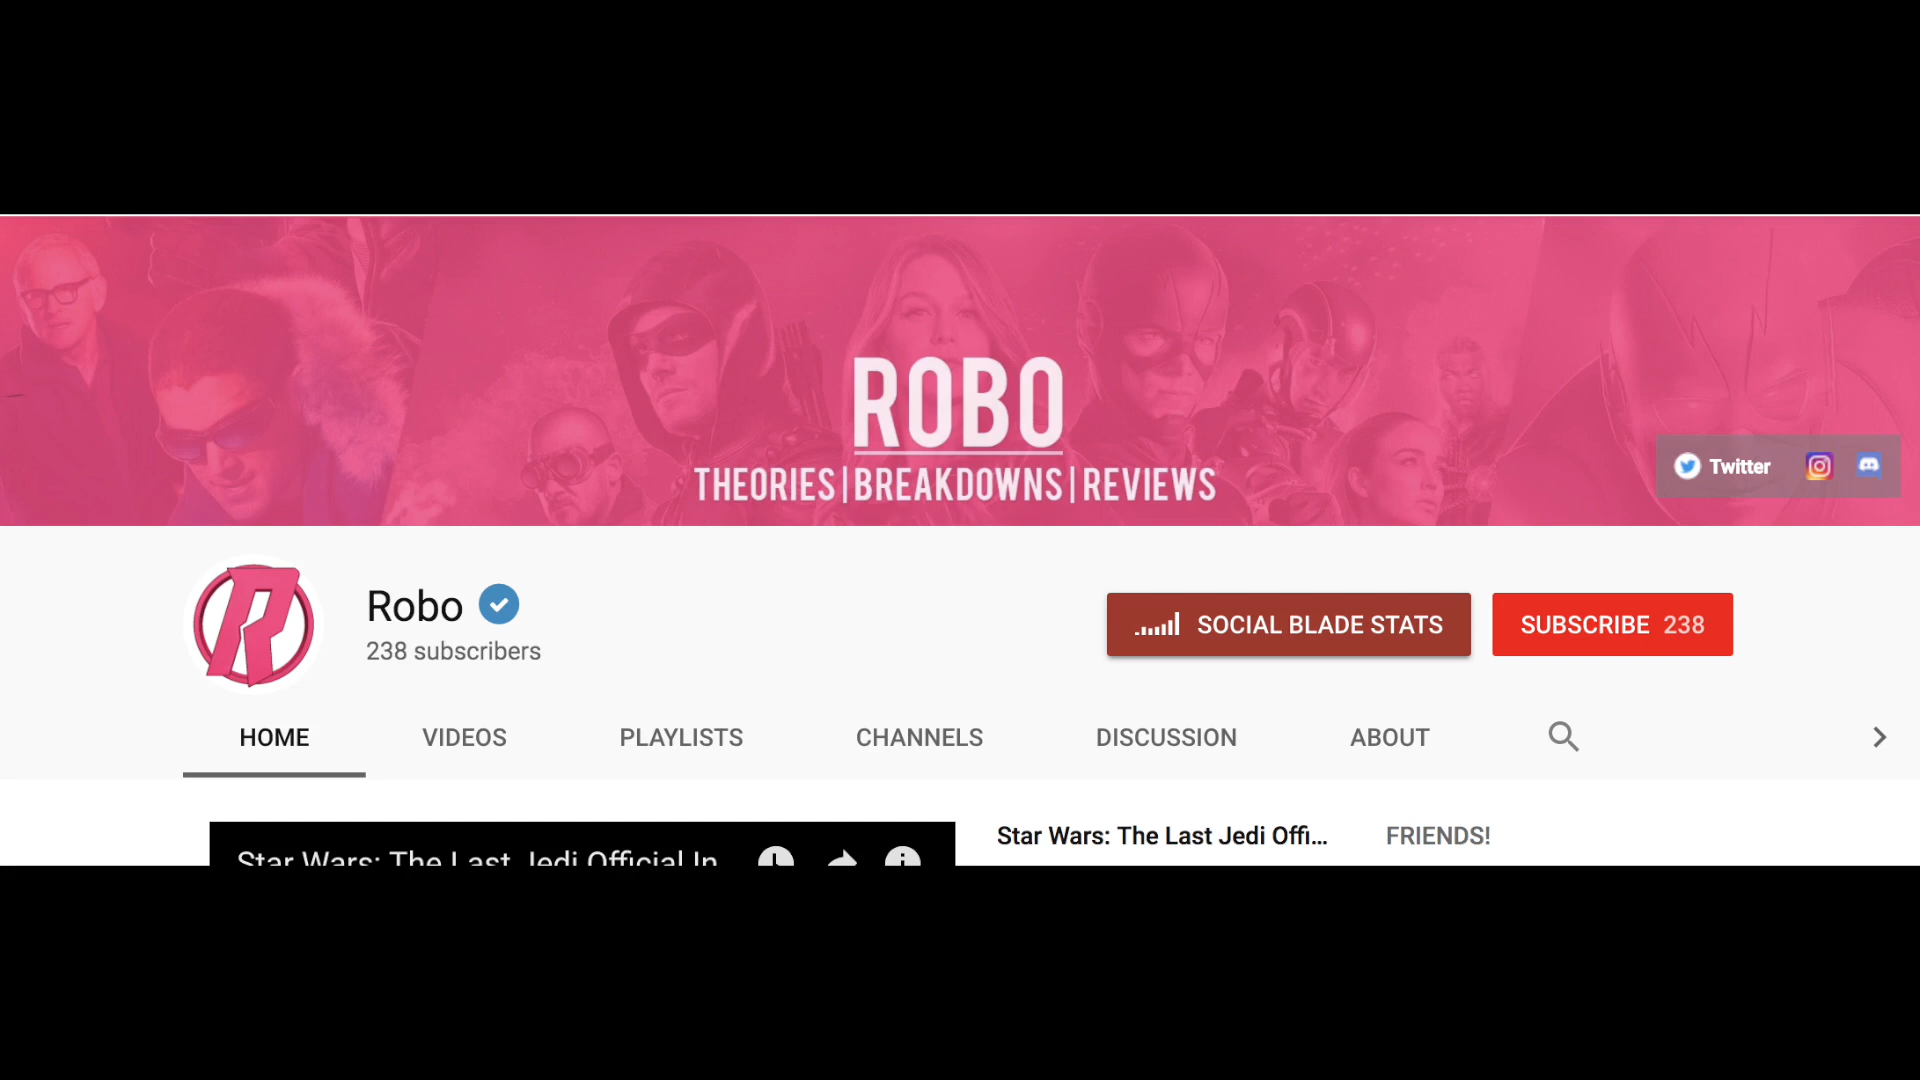 ROBO
THEORIES|BREAKDOWNS|REVIEWS
Twitter
R
Robo
238 subscribers
SOCIAL BLADE STATS
SUBSCRIBE 238
HOME VIDEOS PLAYLISTS CHANNELS DISCUSSION ABOUT
Star Wars: The Last Jedi Offi... FRIENDS!
Star Wars: The Last Jedi Official In